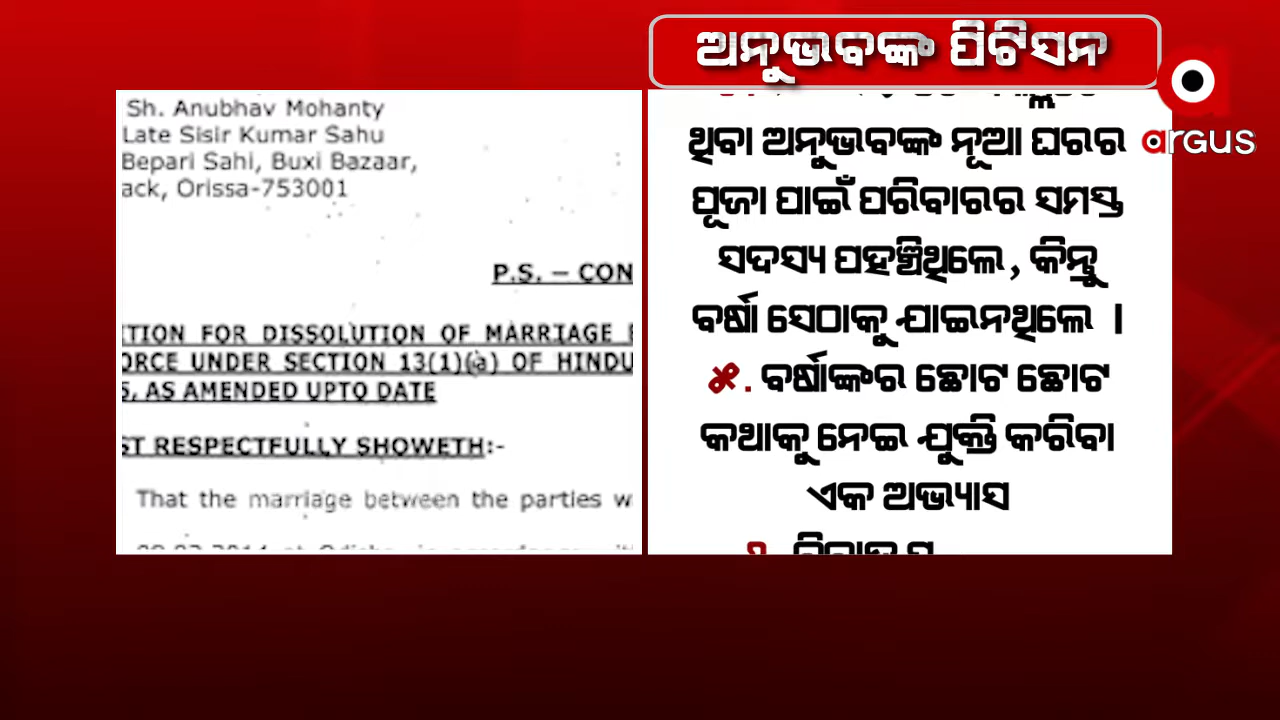 ଅନୁଭବଙ୍କ ପିଟିସନ
argus
Sh. Anubhav Mohanty
Late Sisir Kumar Sahu
Bepari Sahi, Buxi Bazaar,
ack, Orissa-753001
P.S. – CON
TION FOR DISSOLUTION OF MARRIAGE
ORCE UNDER SECTION 13(1)(a) OF HINDU
5, AS AMENDED UPTO DATE
ST RESPECTFULLY SHOWETH:-
That the marriage between the parties w
ଥିବା ଅନୁଭବଙ୍କ ନୂଆ ଘରର
ପୂଜା ପାଇଁ ପରିବାରର ସମସ୍ତ
ସଦସ୍ୟ ପହଞ୍ଚିଥିଲେ, କିନ୍ତୁ
ବର୍ଷା ସେଠାକୁ ଯାଇନଥିଲେ ।
୫. ବର୍ଷାଙ୍କର ଛୋଟ ଛୋଟ
କଥାକୁ ନେଇ ଯୁକ୍ତି କରିବା
ଏକ ଅଭ୍ୟାସ